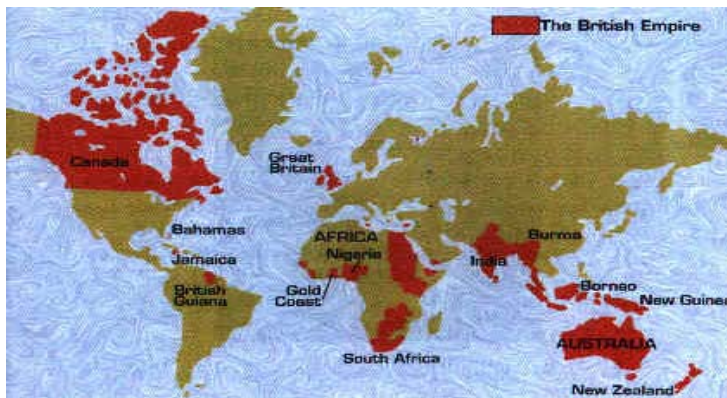 The British Empire
Canada
Great
Britain
Bahamas
AFRICA
Nigeria
Burma
Jamaica
India
British
Guiana
Gold
Coast
Borneo
New Guinea
South Africa
AUSTRALIA
New Zealand